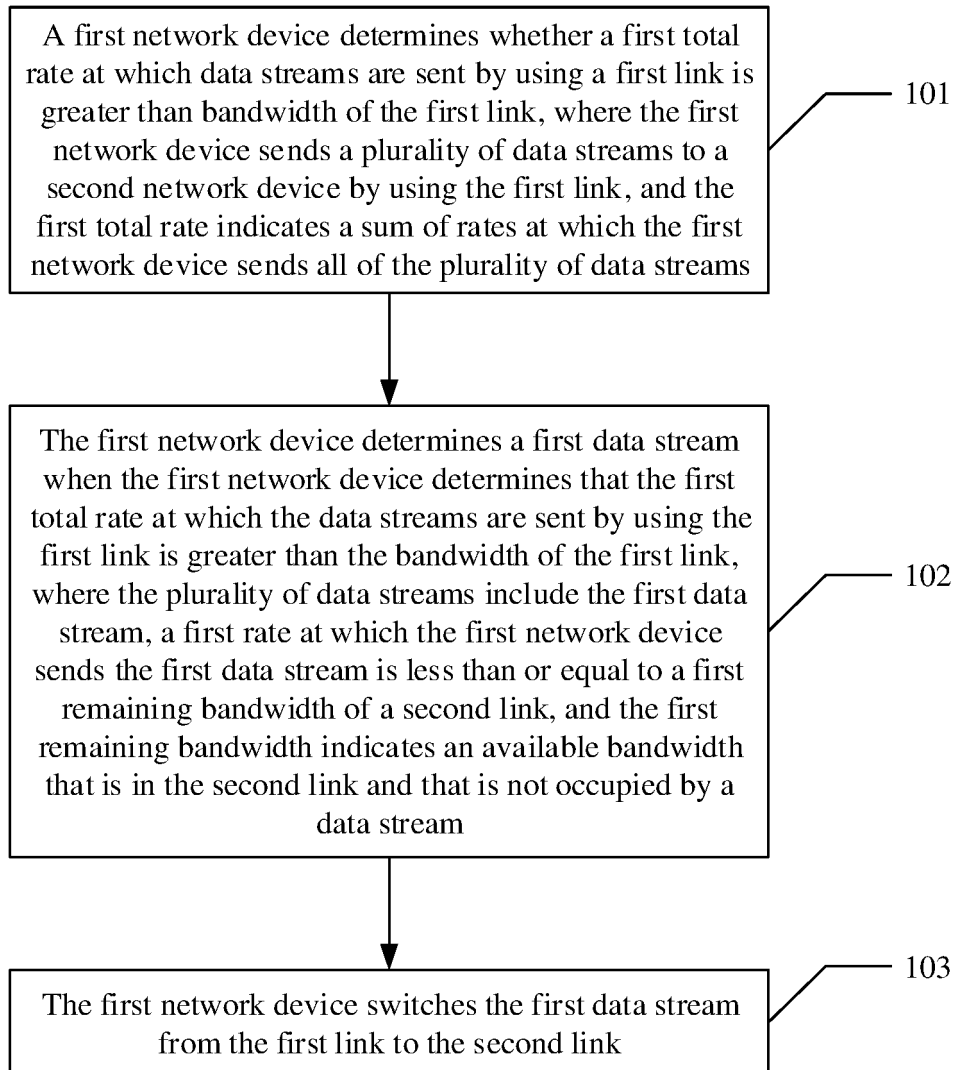 A first network device determines whether a first total
rate at which data streams are sent by using a first link is
greater than bandwidth of the first link, where the first
network device sends a plurality of data streams to a
second network device by using the first link, and the
first total rate indicates a sum of rates at which the first
network device sends all of the plurality of data streams
101
The first network device determines a first data stream
when the first network device determines that the first
total rate at which the data streams are sent by using the
first link is greater than the bandwidth of the first link,
where the plurality of data streams include the first data
stream, a first rate at which the first network device
sends the first data stream is less than or equal to a first
remaining bandwidth of a second link, and the first
remaining bandwidth indicates an available bandwidth
that is in the second link and that is not occupied by a
data stream
102
The first network device switches the first data stream
from the first link to the second link
103